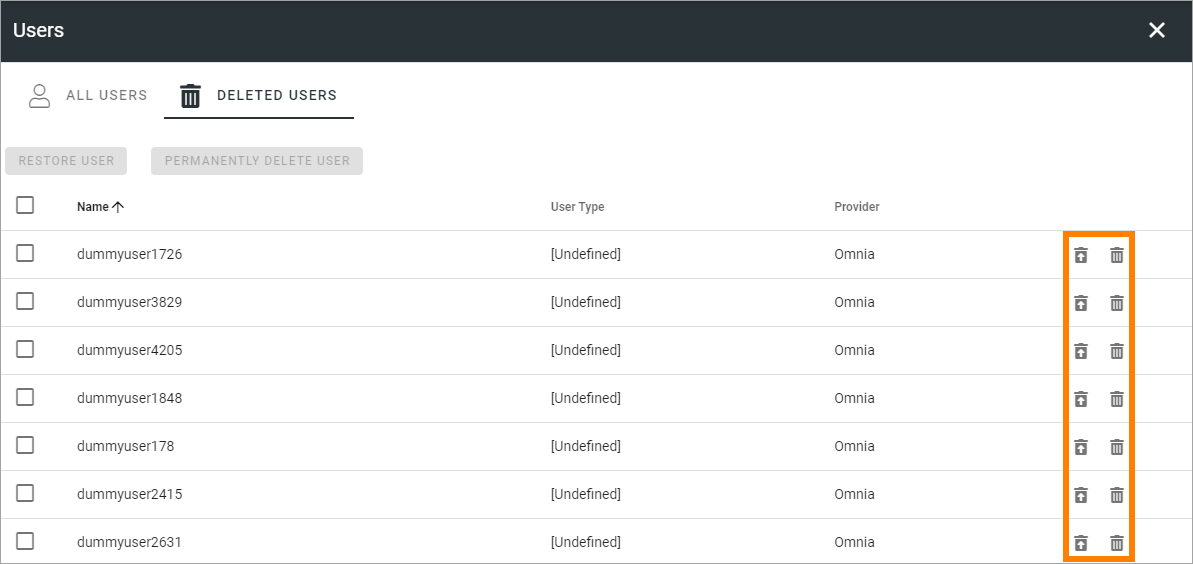 Users
ALL USERS DELETED USERS
RESTORE USER PERMANENTLY DELETE USER
Name User Type Provider
dummyuser1726 [Undefined] Omnia
dummyuser3829 [Undefined] Omnia
dummyuser4205 [Undefined] Omnia
dummyuser1848 [Undefined] Omnia
dummyuser178 [Undefined] Omnia
dummyuser2415 [Undefined] Omnia
dummyuser2631 [Undefined] Omnia